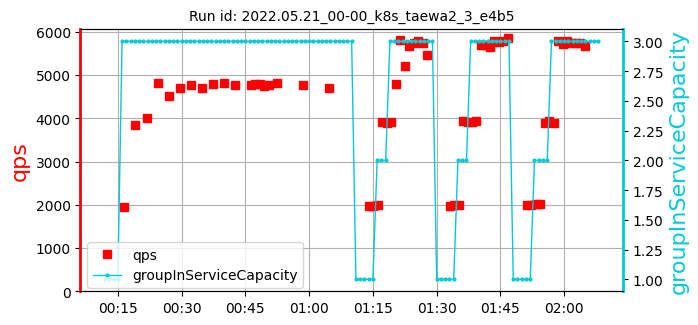 Run id: 2022.05.21_00-00_k8s_taewa2_3_e4b5
6000
5000
4000
3000
2000
1000
0
qps
3.00
2.75
2.50
2.25
2.00
1.75
1.50
1.25
1.00
groupInServiceCapacity
qps
groupInServiceCapacity
00:15 00:30 00:45 01:00 01:15 01:30 01:45 02:00